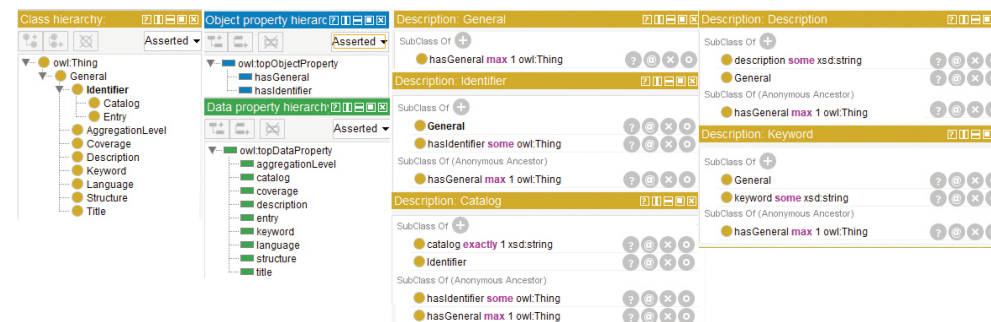 Class hierarchy:
Asserted
owl:Thing
General
Identifier
Catalog
Entry
AggregationLevel
Coverage
Description
Keyword
Language
Structure
Title
Object property hierarc
Asserted
owl:topObjectProperty
hasGeneral
hasIdentifier
Data property hierarch
Asserted
owl:topDataProperty
aggregationLevel
catalog
coverage
description
entry
keyword
language
structure
title
Description: General
SubClass Of
hasGeneral max 1 owl:Thing
Description: Identifier
SubClass Of
General
hasIdentifier some owl:Thing
SubClass Of (Anonymous Ancestor)
hasGeneral max 1 owl:Thing
Description: Catalog
SubClass Of
catalog exactly 1 xsd:string
Identifier
SubClass Of (Anonymous Ancestor)
hasIdentifier some owl:Thing
hasGeneral max 1 owl:Thing
Description: Description
SubClass Of
description some xsd:string
General
SubClass Of (Anonymous Ancestor)
hasGeneral max 1 owl:Thing
Description: Keyword
SubClass Of
General
keyword some xsd:string
SubClass Of (Anonymous Ancestor)
hasGeneral max 1 owl:Thing